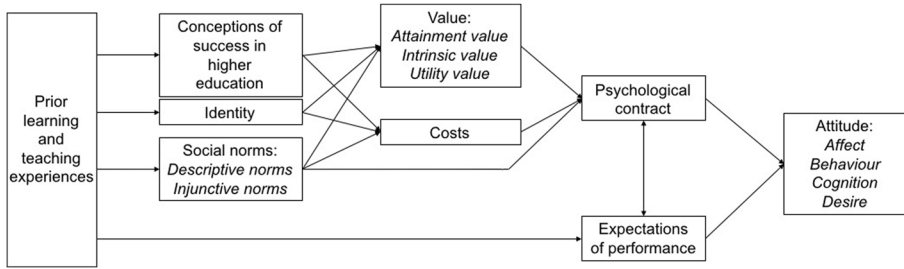 Prior
learning
and
teaching
experiences
Conceptions of
success in
higher
education
Identity
Social norms:
Descriptive norms
Injunctive norms
Value:
Attainment value
Intrinsic value
Utility value
Costs
Psychological
contract
Expectations
of performance
Attitude:
Affect
Behaviour
Cognition
Desire